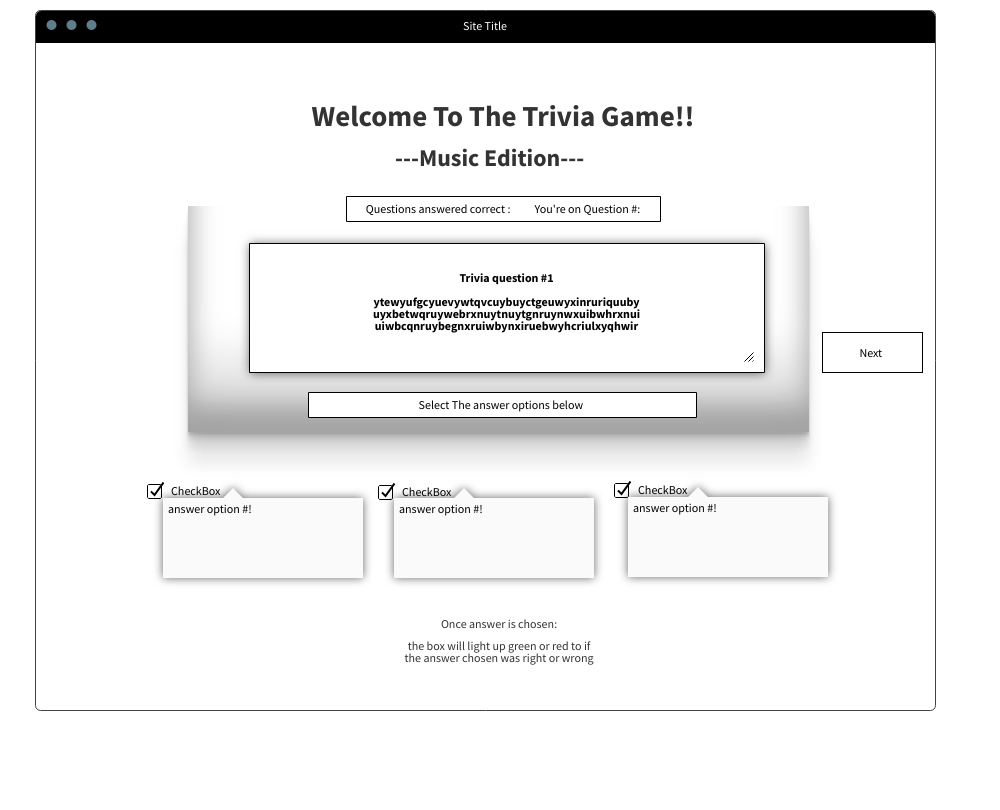 Site Title
Welcome To The Trivia Game!!
---Music Edition---
Questions answered correct : You're on Question #:
Trivia question #1
ytewyufgcyuevywtqvcuybuyctgeuwyxinruriquuby
uyxbetwqruywebrxnuytnuytgnruynwxuibwhrxnui
uiwbcqnruybegnxruiwbynxiruebwyhcriulxyqhwir
Next
Select The answer options below
CheckBox
answer option #!
CheckBox
answer option #!
CheckBox
answer option #!
Once answer is chosen:
the box will light up green or red to if
the answer chosen was right or wrong